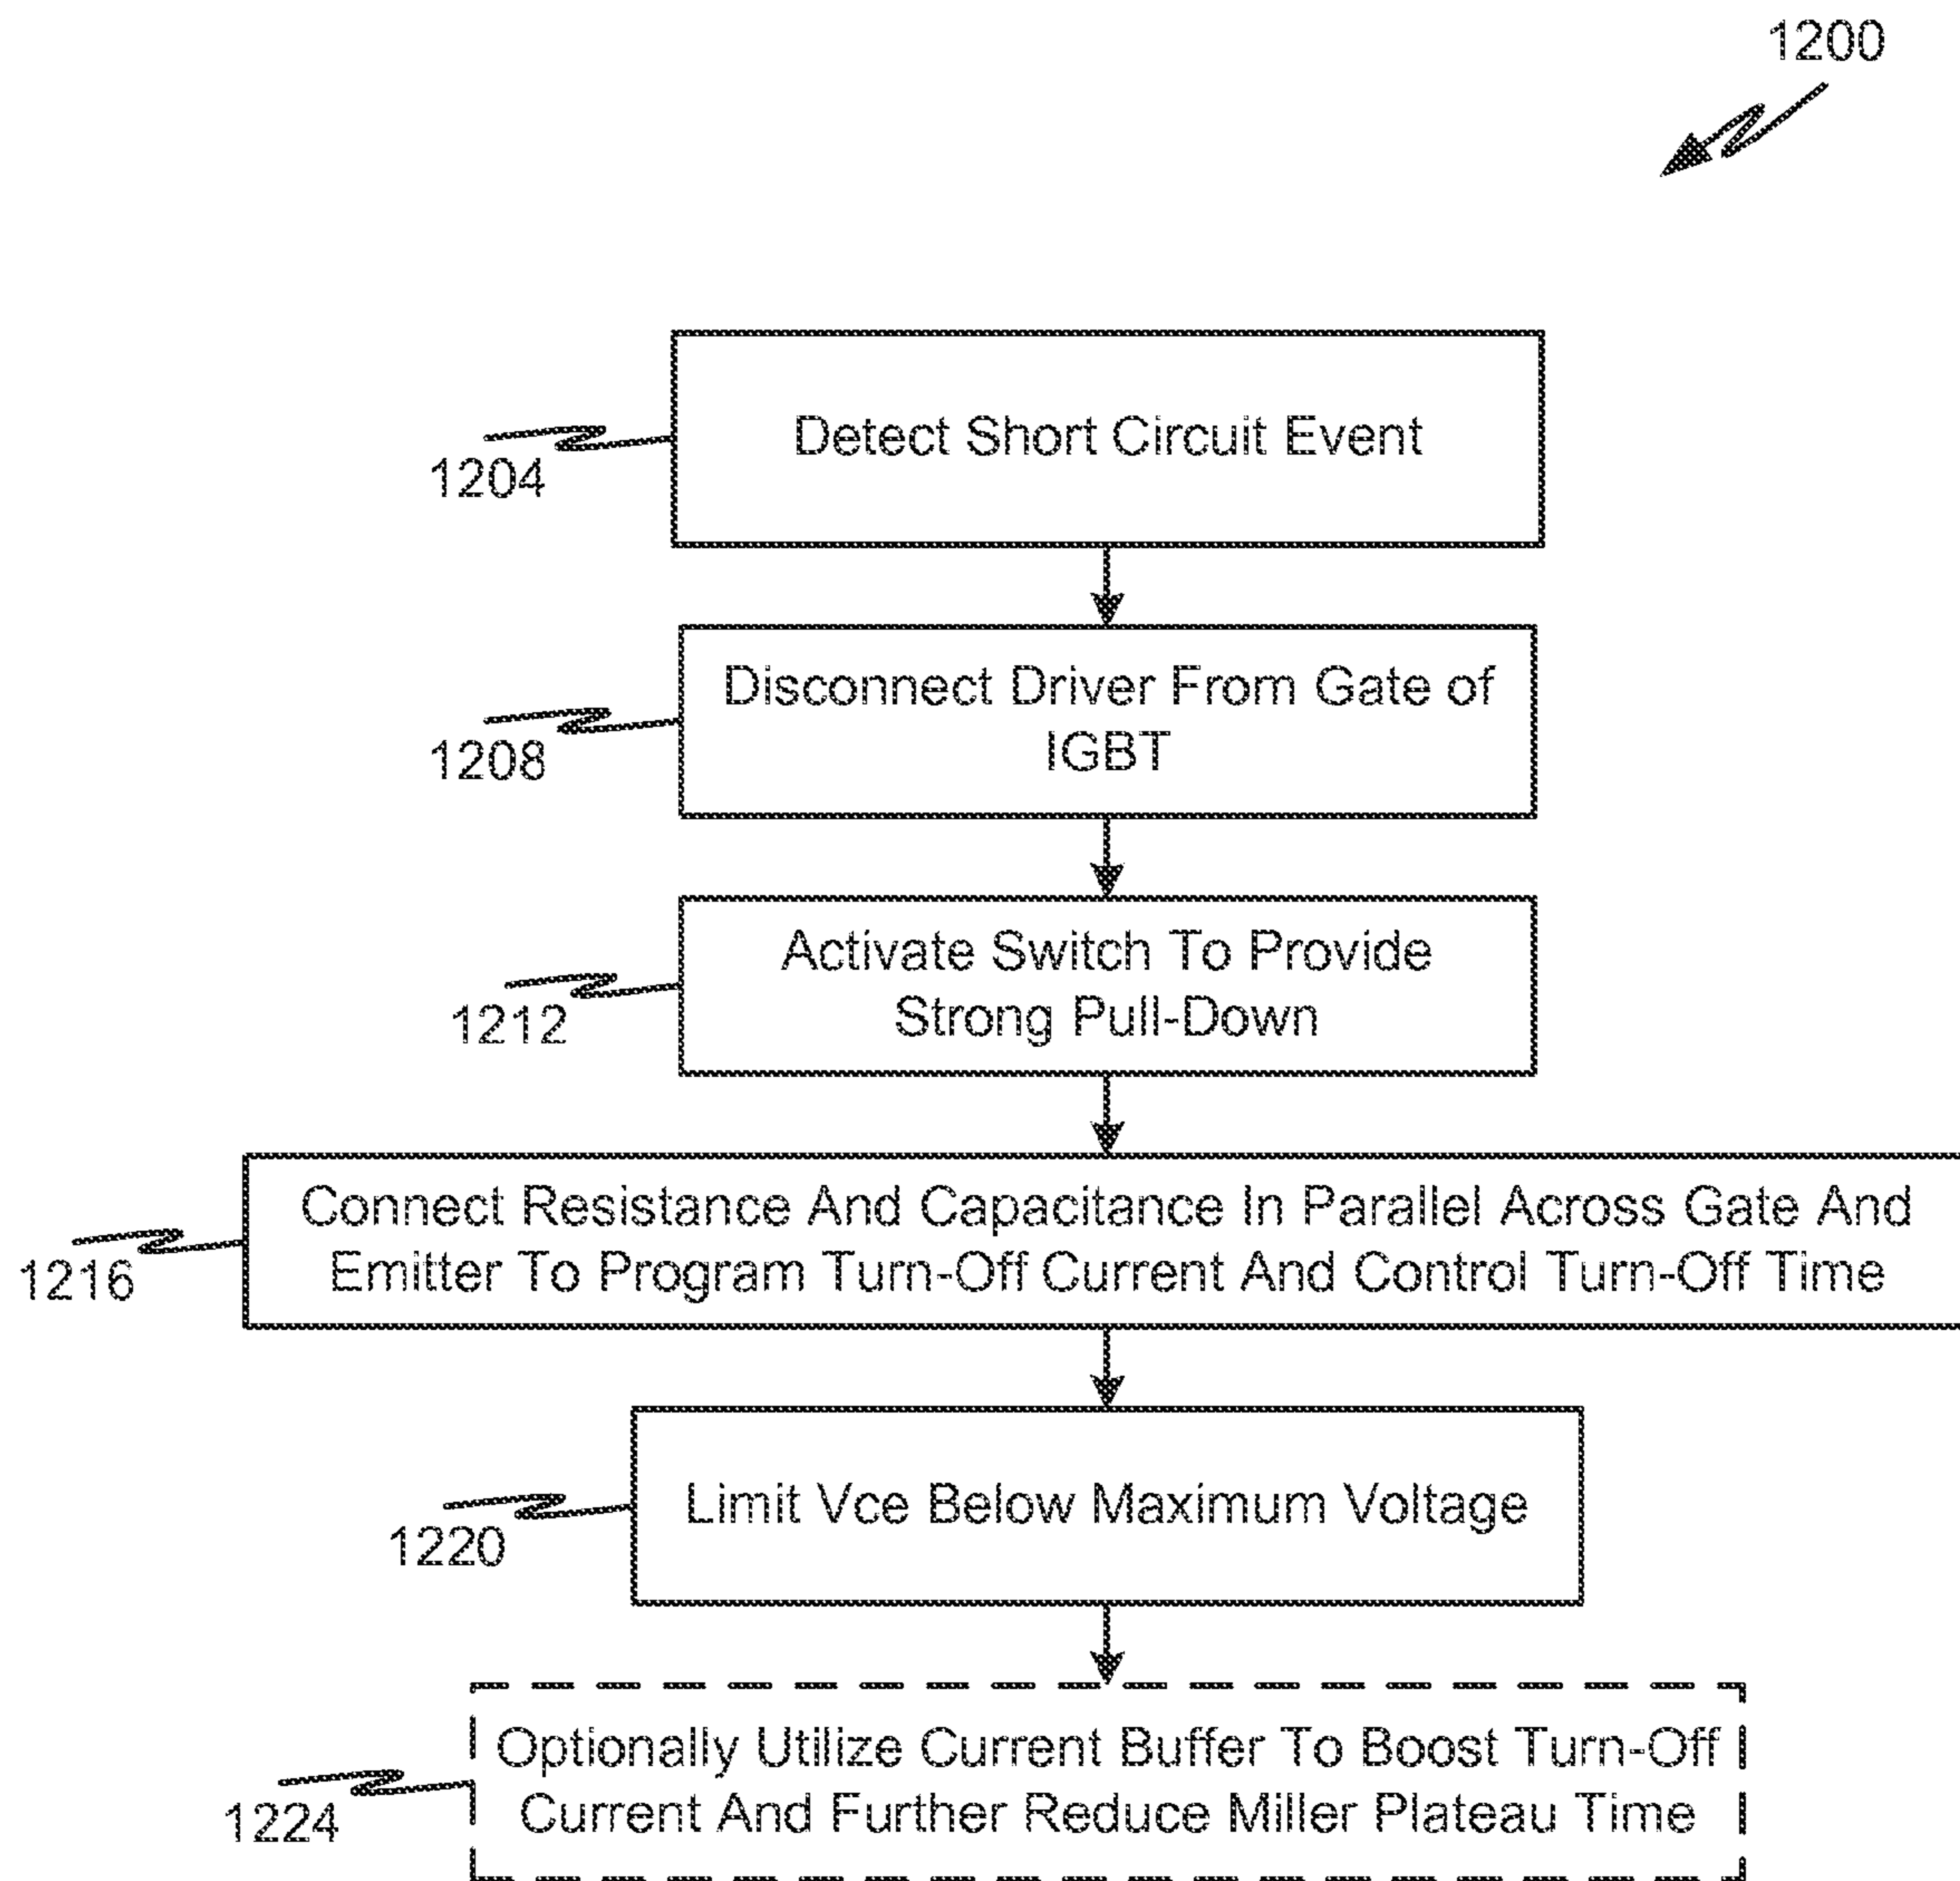 1200
Detect Short Circuit Event
1204
Disconnect Driver From Gate of
IGBT
1208
Activate Switch To Provide
Strong Pull-Down
1212
Connect Resistance And Capacitance In Parallel Across Gate And
Emitter To Program Turn-Off Current And Control Turn-Off Time
1216
Limit Vce Below Maximum Voltage
1220
Optionally Utilize Current Buffer To Boost Turn-Off
Current And Further Reduce Miller Plateau Time
1224